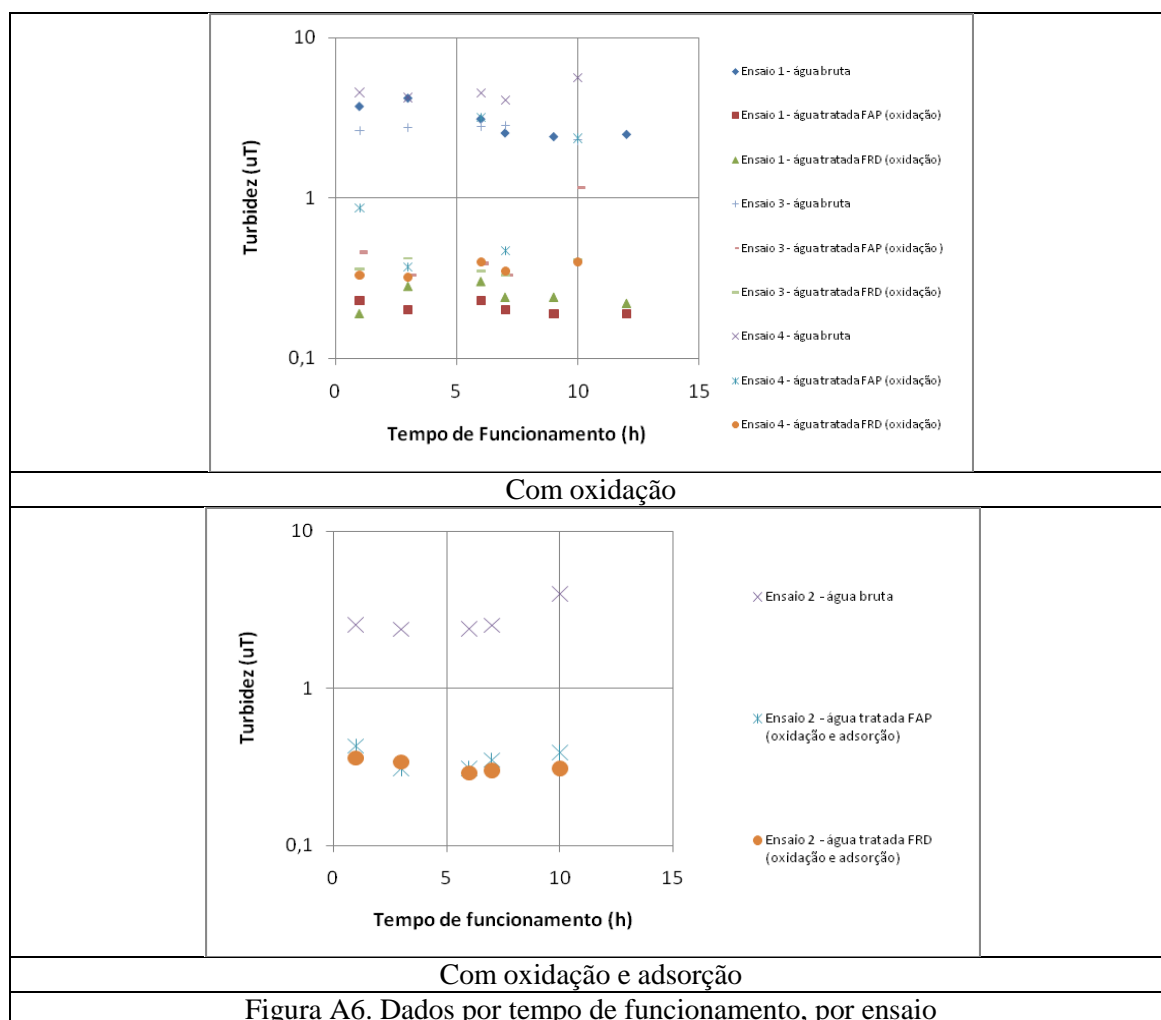 10
1
0,1
0
5
10
15
Turbidez (uT)
Tempo de Funcionamento (h)
Ensaio 1 - água bruta
Ensaio 1 - água tratada FAP (oxidação)
Ensaio 1 - água tratada FRD (oxidação)
Ensaio 3 - água bruta
Ensaio 3 - água tratada FAP (oxidação )
Ensaio 3 - água tratada FRD (oxidação)
Ensaio 4 - água bruta
Ensaio 4 - água tratada FAP (oxidação)
Ensaio 4 - água tratada FRD (oxidação)
Com oxidação
10
1
0,1
0
5
10
15
Turbidez (uT)
Tempo de funcionamento (h)
Ensaio 2 - água bruta
Ensaio 2 - água tratada FAP
(oxidação e adsorção)
Ensaio 2 - água tratada FRD
(oxidação e adsorção)
Com oxidação e adsorção
Figura A6. Dados por tempo de funcionamento, por ensaio